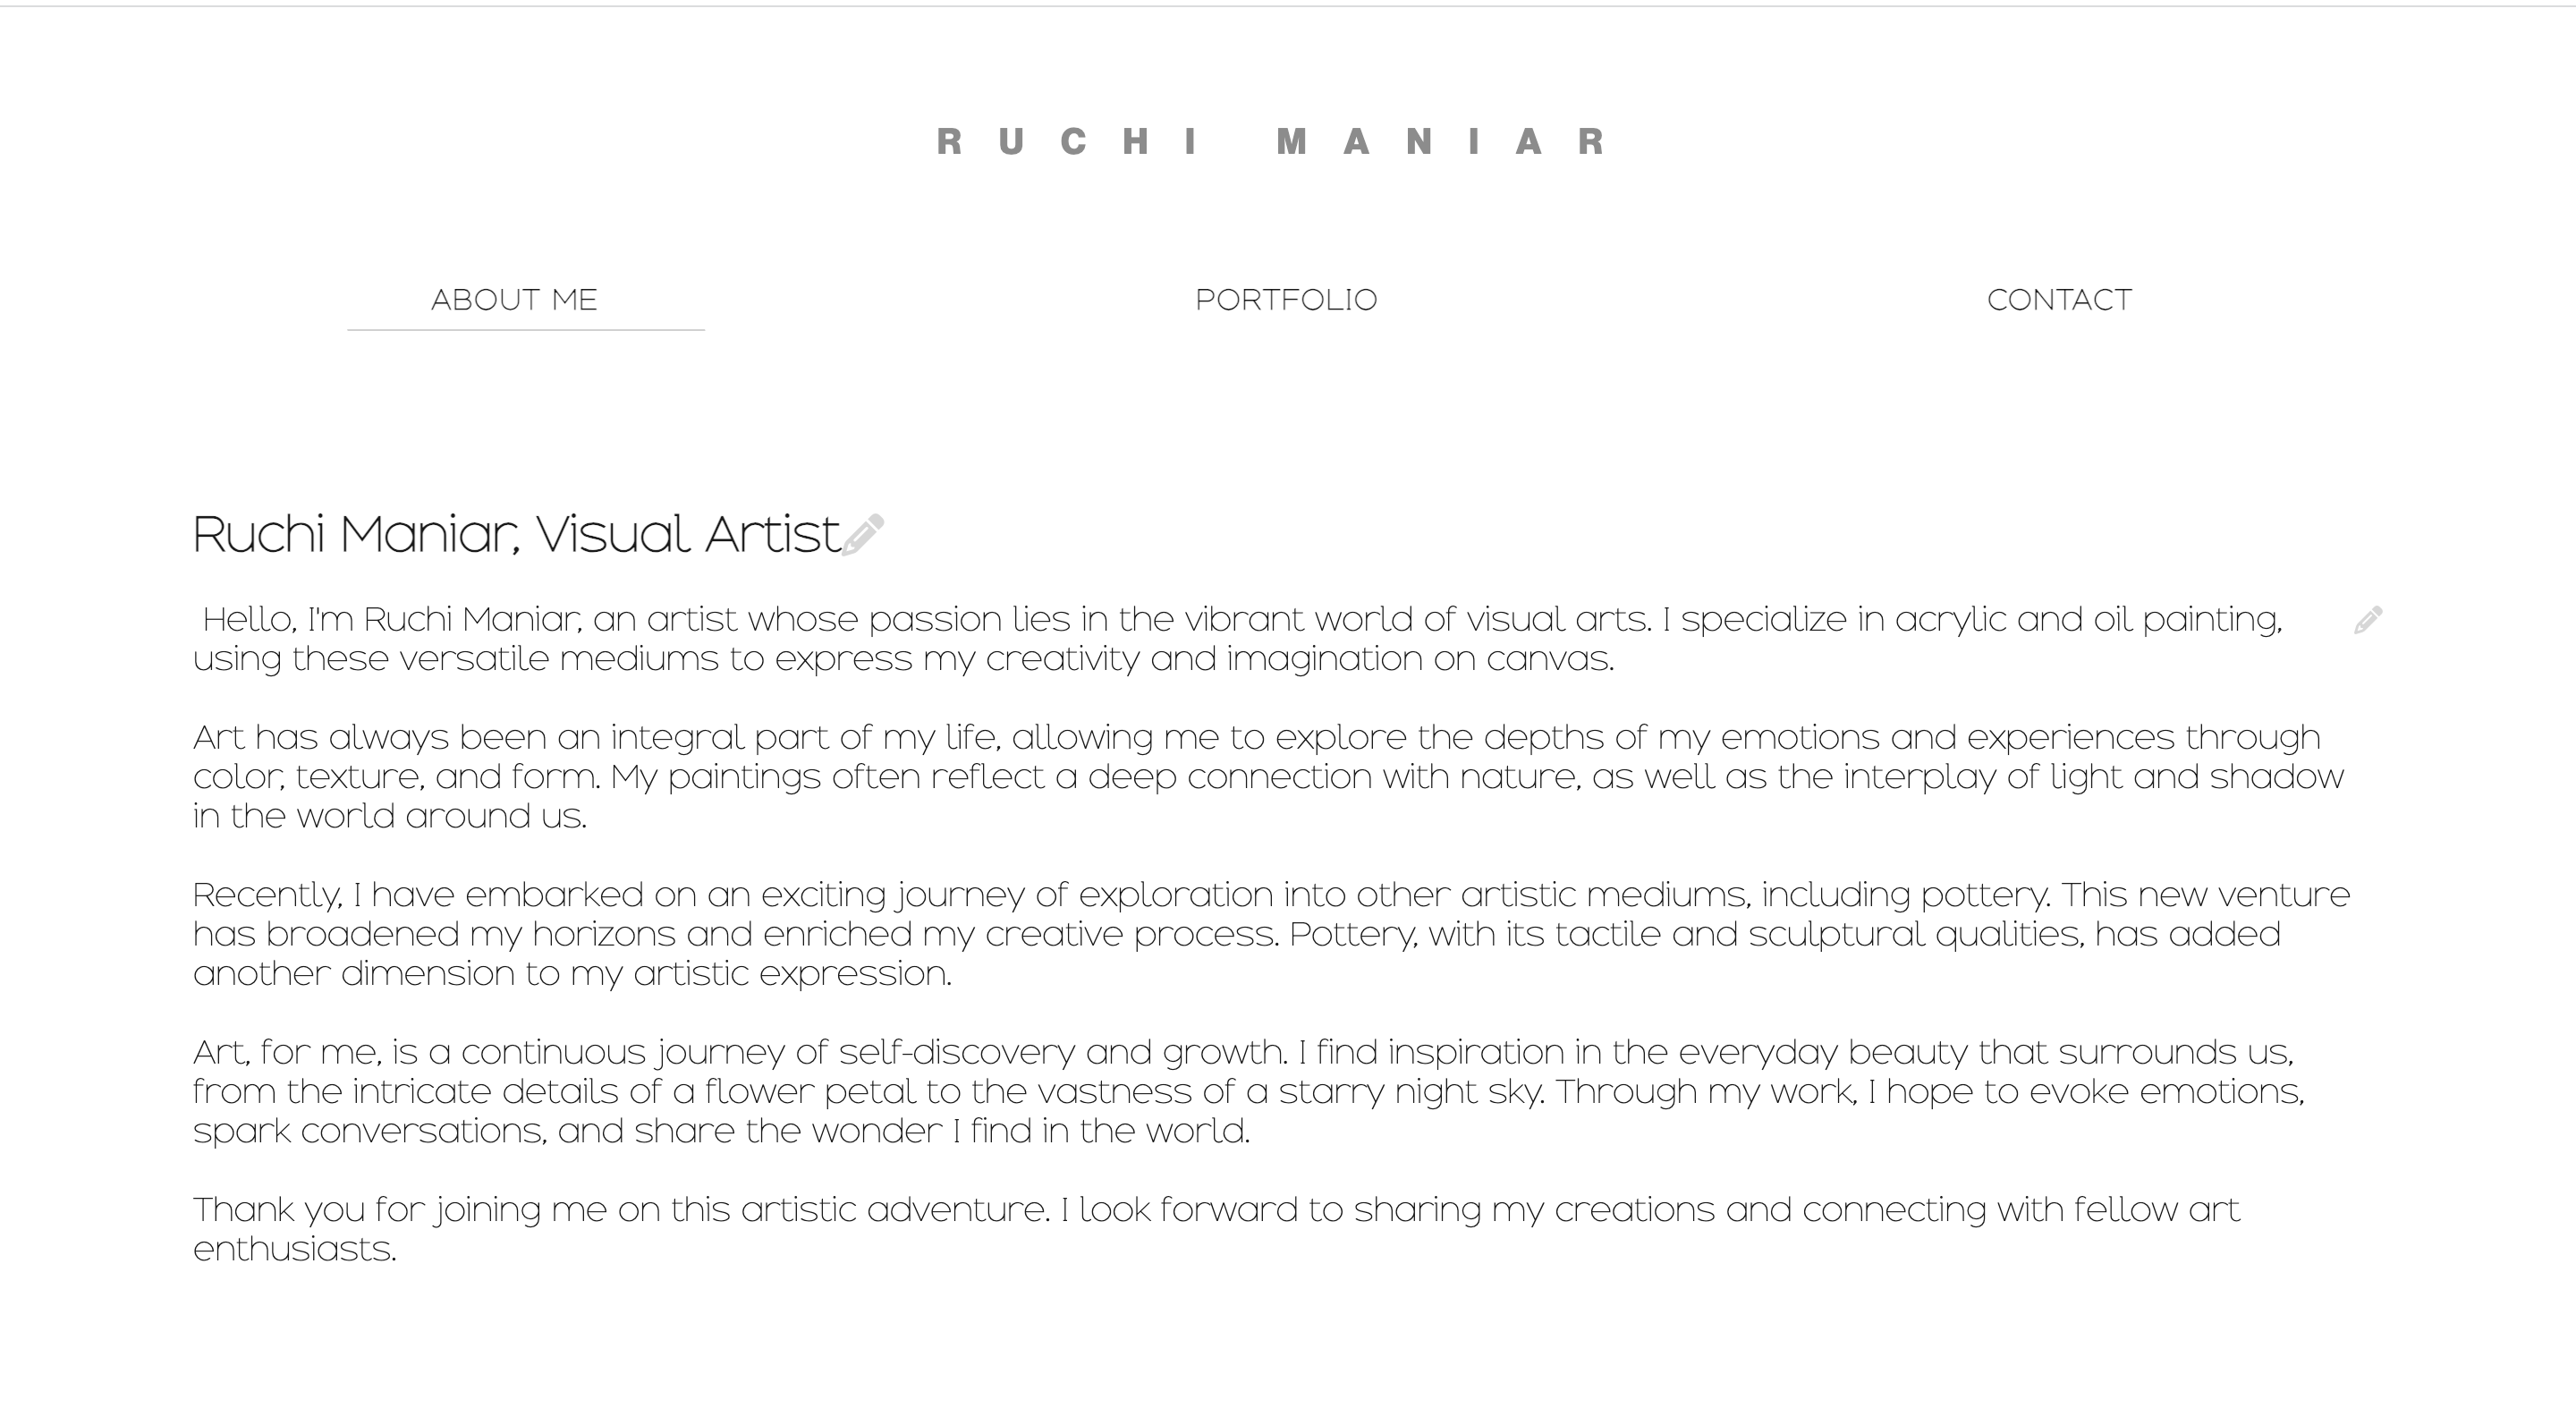 RUCHI MANIAR
ABOUT ME
PORTFOLIO
CONTACT
Ruchi Maniar, Visual Artist
Hello, I'm Ruchi Maniar, an artist whose passion lies in the vibrant world of visual arts. I specialize in acrylic and oil painting,
using these versatile mediums to express my creativity and imagination on canvas.
Art has always been an integral part of my life, allowing me to explore the depths of my emotions and experiences through
color, texture, and form. My paintings often reflect a deep connection with nature, as well as the interplay of light and shadow
in the world around us.
Recently, I have embarked on an exciting journey of exploration into other artistic mediums, including pottery. This new venture
has broadened my horizons and enriched my creative process. Pottery, with its tactile and sculptural qualities, has added
another dimension to my artistic expression.
Art, for me, is a continuous journey of self-discovery and growth. I find inspiration in the everyday beauty that surrounds us,
from the intricate details of a flower petal to the vastness of a starry night sky. Through my work, I hope to evoke emotions,
spark conversations, and share the wonder I find in the world.
Thank you for joining me on this artistic adventure. I look forward to sharing my creations and connecting with fellow art
enthusiasts.